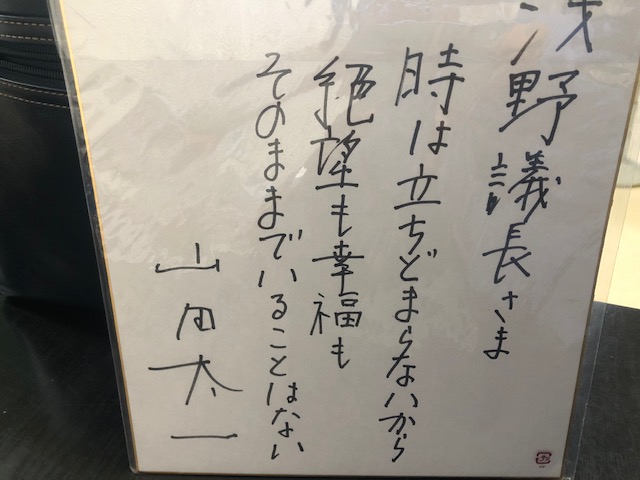 浅野議長さま
時は立ちどまらないから
絶望も幸福も
そのままでいることはない
山田太一